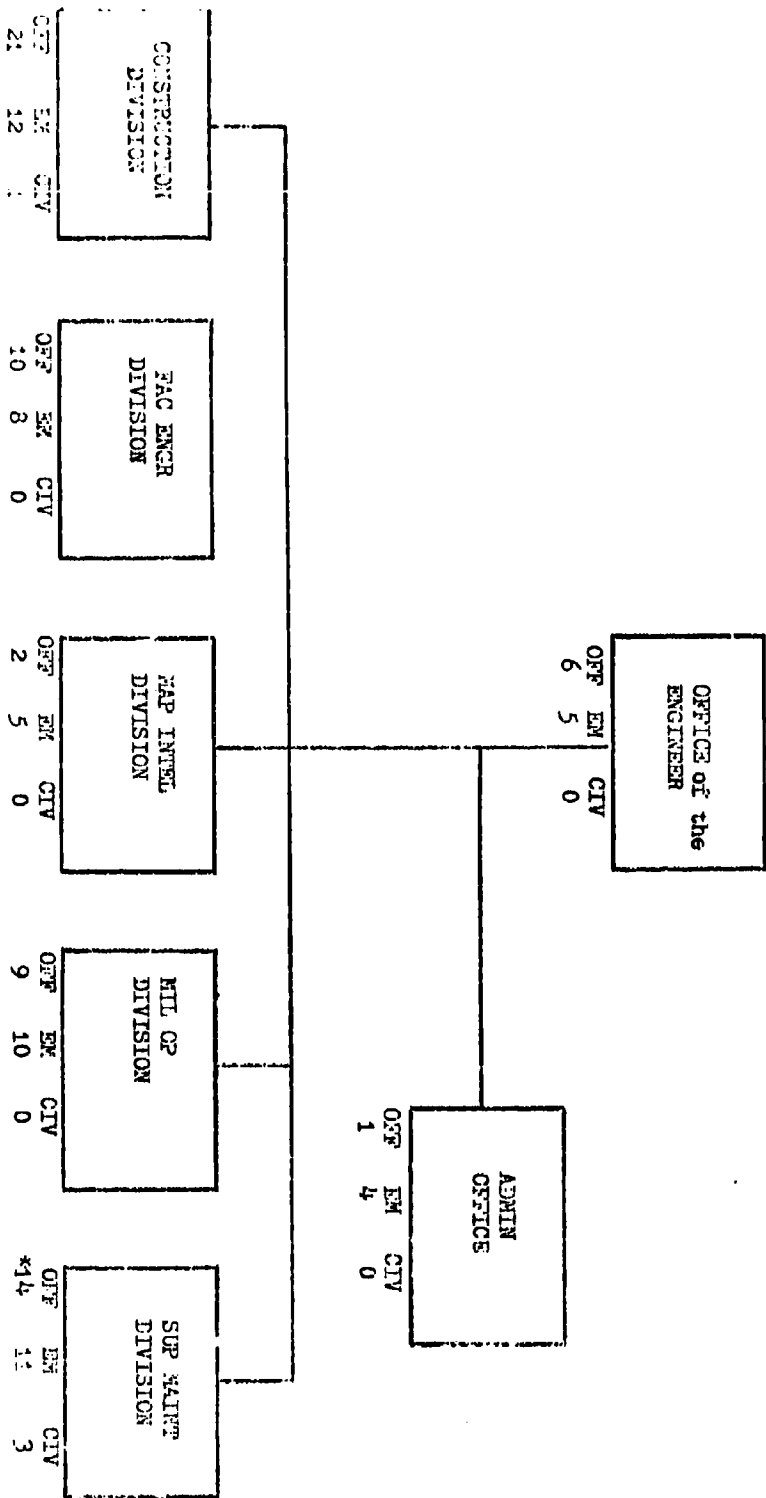 OFFICE of the
ENGINEER
OFF EM CIV
6 5 0
ADMIN
OFFICE
OFF EM CIV
1 4 0
CONSTRUCTION
DIVISION
OFF EM CIV
21 12
FAC ENGR
DIVISION
OFF EM CIV
10 8 0
MAP INTEL
DIVISION
OFF EM CIV
2 5 0
MIL OP
DIVISION
OFF EM CIV
9 10 0
SUP MAINT
DIVISION
OFF EM CIV
*14 11 3